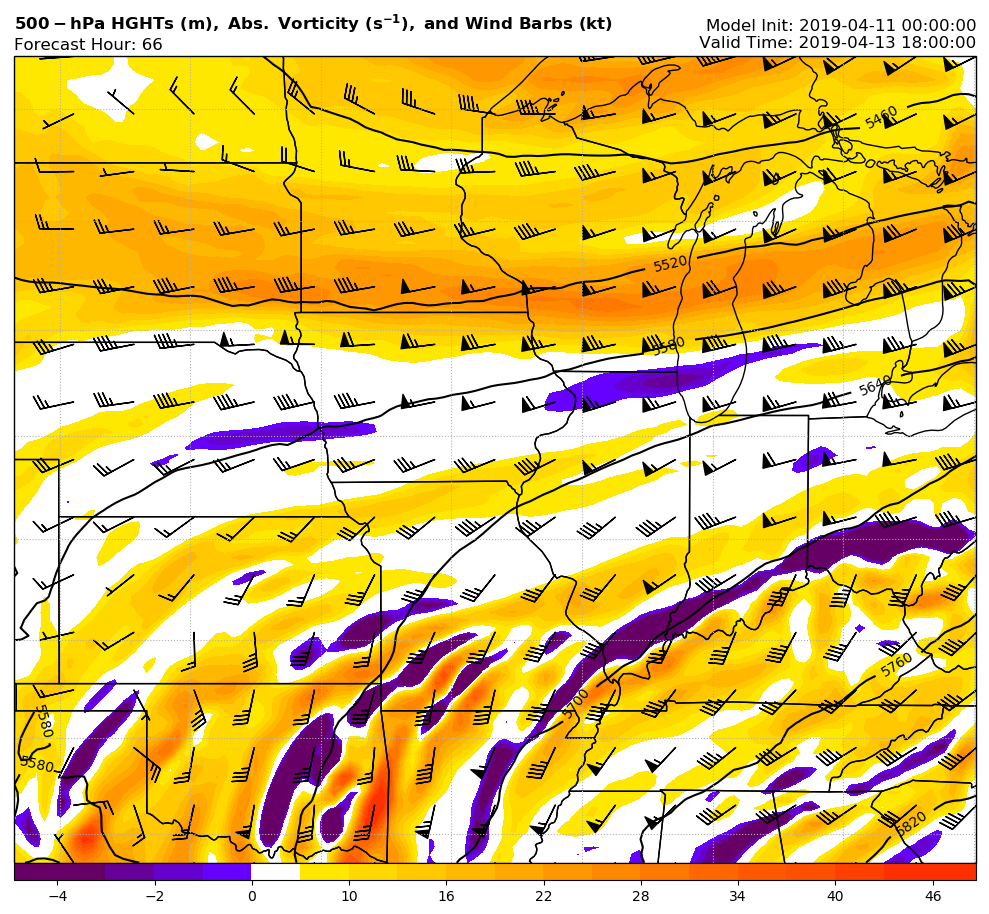 500−hPa HGHTs (m), Abs. Vorticity (s⁻¹), and Wind Barbs (kt)
Model Init: 2019-04-11 00:00:00
Forecast Hour: 66
Valid Time: 2019-04-13 18:00:00
5460
5520
5580
5640
5760
5700
5580
5580
5820
−4 −2 0 10 16 22 28 34 40 46